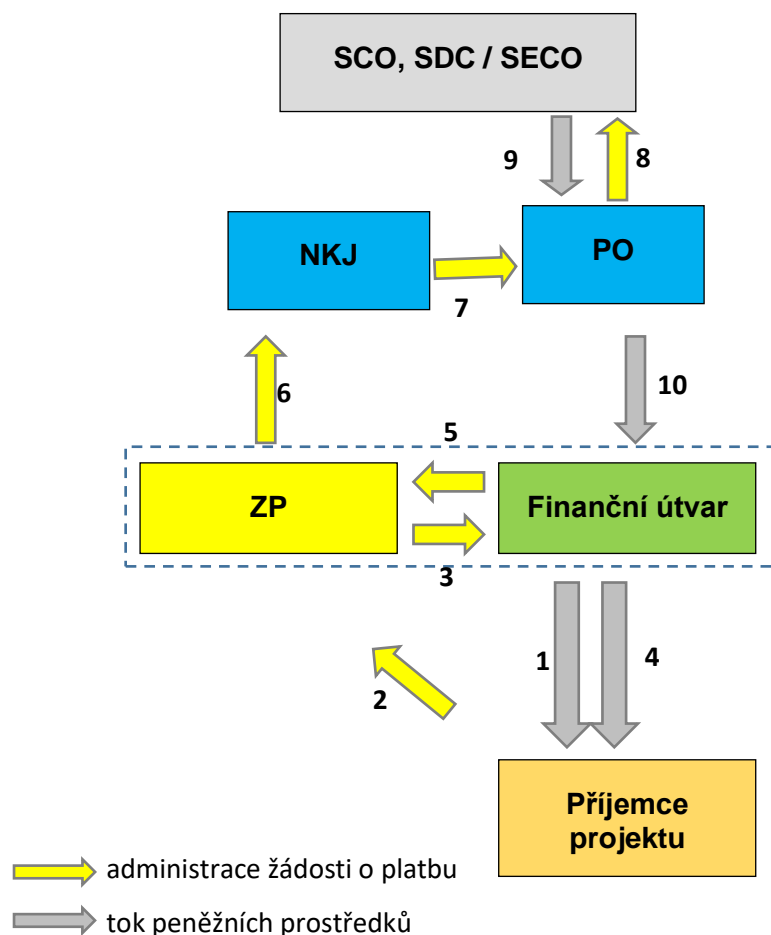 SCO, SDC / SECO
9
8
NKJ
PO
7
6
10
5
ZP
Finanční útvar
3
1
4
2
Příjemce
projektu
administrace žádosti o platbu
tok peněžních prostředků